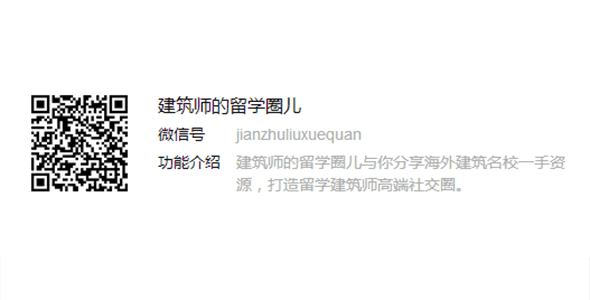 建筑师的留学圈儿
微信号 jianzhuliuxuequan
功能介绍 建筑师的留学圈儿与你分享海外建筑名校一手资
源，打造留学建筑师高端社交圈。